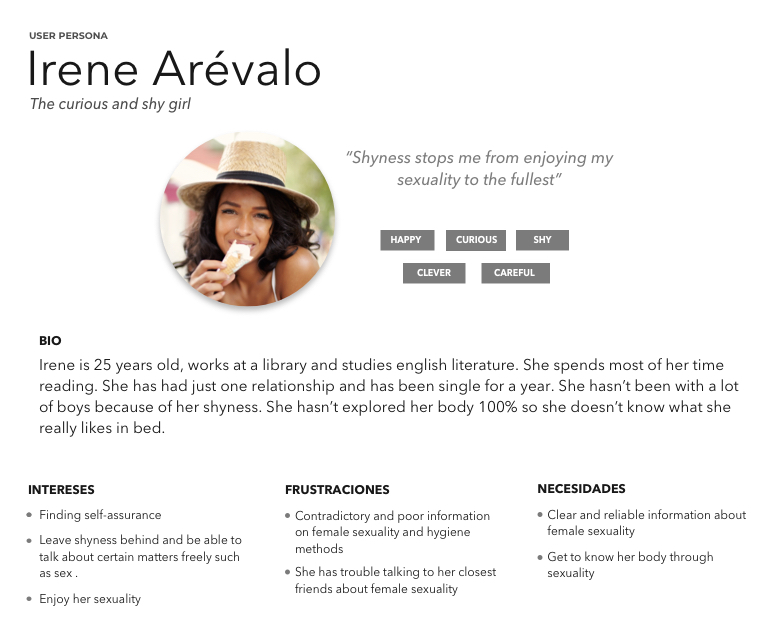 USER PERSONA
Irene Arévalo
The curious and shy girl
“Shyness stops me from enjoying my
sexuality to the fullest”
HAPPY CURIOUS SHY
CLEVER CAREFUL
BIO
Irene is 25 years old, works at a library and studies english literature. She spends most of her time
reading. She has had just one relationship and has been single for a year. She hasn’t been with a lot
of boys because of her shyness. She hasn’t explored her body 100% so she doesn’t know what she
really likes in bed.
INTERESES
• Finding self-assurance
• Leave shyness behind and be able to
talk about certain matters freely such
as sex .
• Enjoy her sexuality
FRUSTRACIONES
• Contradictory and poor information
on female sexuality and hygiene
methods
• She has trouble talking to her closest
friends about female sexuality
NECESIDADES
• Clear and reliable information about
female sexuality
• Get to know her body through
sexuality